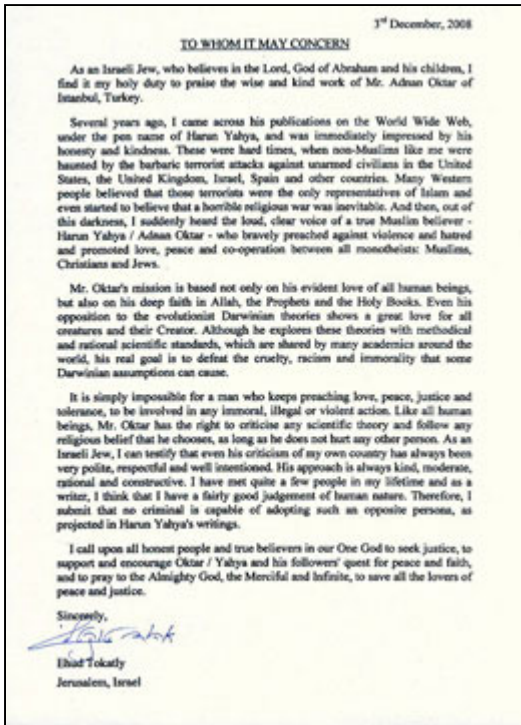 3rd December, 2008
TO WHOM IT MAY CONCERN
As an Israeli Jew, who believes in the Lord, God of Abraham and his children, I
find it my holy duty to praise the wise and kind work of Mr. Adnan Oktar of
Istanbul, Turkey.
Several years ago, I came across his publications on the World Wide Web,
under the pen name of Harun Yahya, and was immediately impressed by his
honesty and kindness. These were hard times, when non-Muslims like me were
haunted by the barbaric terrorist attacks against unarmed civilians in the United
States, the United Kingdom, Israel, Spain and other countries. Many Western
people believed that those terrorists were the only representatives of Islam and
even started to believe that a horrible religious war was inevitable. And then, out of
this darkness, I suddenly heard the loud, clear voice of a true Muslim believer -
Harun Yahya / Adnan Oktar - who bravely preached against violence and hatred
and promoted love, peace and co-operation between all monotheists: Muslims,
Christians and Jews.
Mr. Oktar's mission is based not only on his evident love of all human beings,
but also on his deep faith in Allah, the Prophets and the Holy Books. Even his
opposition to the evolutionist Darwinian theories shows a great love for all
creatures and their Creator. Although he explores these theories with methodical
and rational scientific standards, which are shared by many academics around the
world, his real goal is to defeat the cruelty, racism and immorality that some
Darwinian assumptions can cause.
It is simply impossible for a man who keeps preaching love, peace, justice and
tolerance, to be involved in any immoral, illegal or violent action. Like all human
beings, Mr. Oktar has the right to criticise any scientific theory and follow any
religious belief that he chooses, as long as he does not hurt any other person. As an
Israeli Jew, I can testify that even his criticism of my own country has always been
very polite, respectful and well intentioned. His approach is always kind, moderate,
rational and constructive. I have met quite a few people in my lifetime and as a
writer, I think that I have a fairly good judgement of human nature. Therefore, I
submit that no criminal is capable of adopting such an opposite persona, as
projected in Harun Yahya's writings.
I call upon all honest people and true believers in our One God to seek justice, to
support and encourage Oktar / Yahya and his followers' quest for peace and faith,
and to pray to the Almighty God, the Merciful and Infinite, to save all the lovers of
peace and justice.
Sincerely,
Ehud Tokatly
Jerusalem, Israel